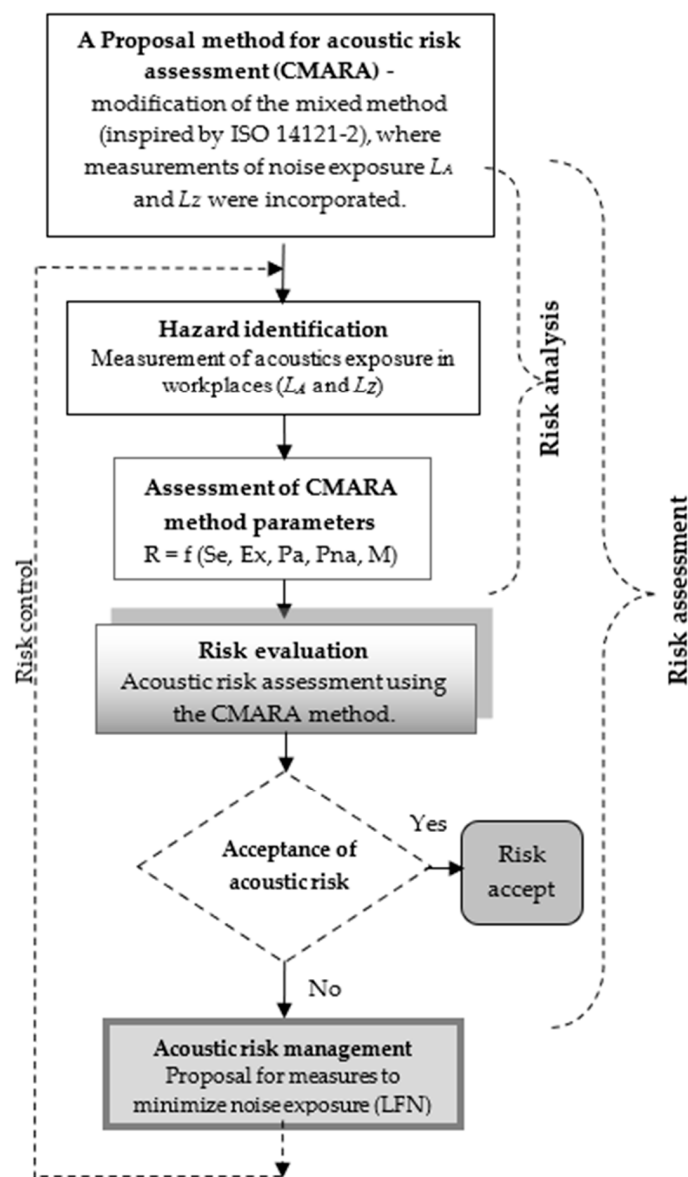 A Proposal method for acoustic risk
assessment (CMARA) -
modification of the mixed method
(inspired by ISO 14121-2), where
measurements of noise exposure LA
and LZ were incorporated.
Hazard identification
Measurement of acoustics exposure in
workplaces (LA and LZ)
Risk analysis
Assessment of CMARA
method parameters
R = f (Se, Ex, Pa, Pna, M)
Risk assessment
Risk control
Risk evaluation
Acoustic risk assessment using
the CMARA method.
Acceptance of
acoustic risk
Yes
Risk
accept
No
Acoustic risk management
Proposal for measures to
minimize noise exposure (LFN)